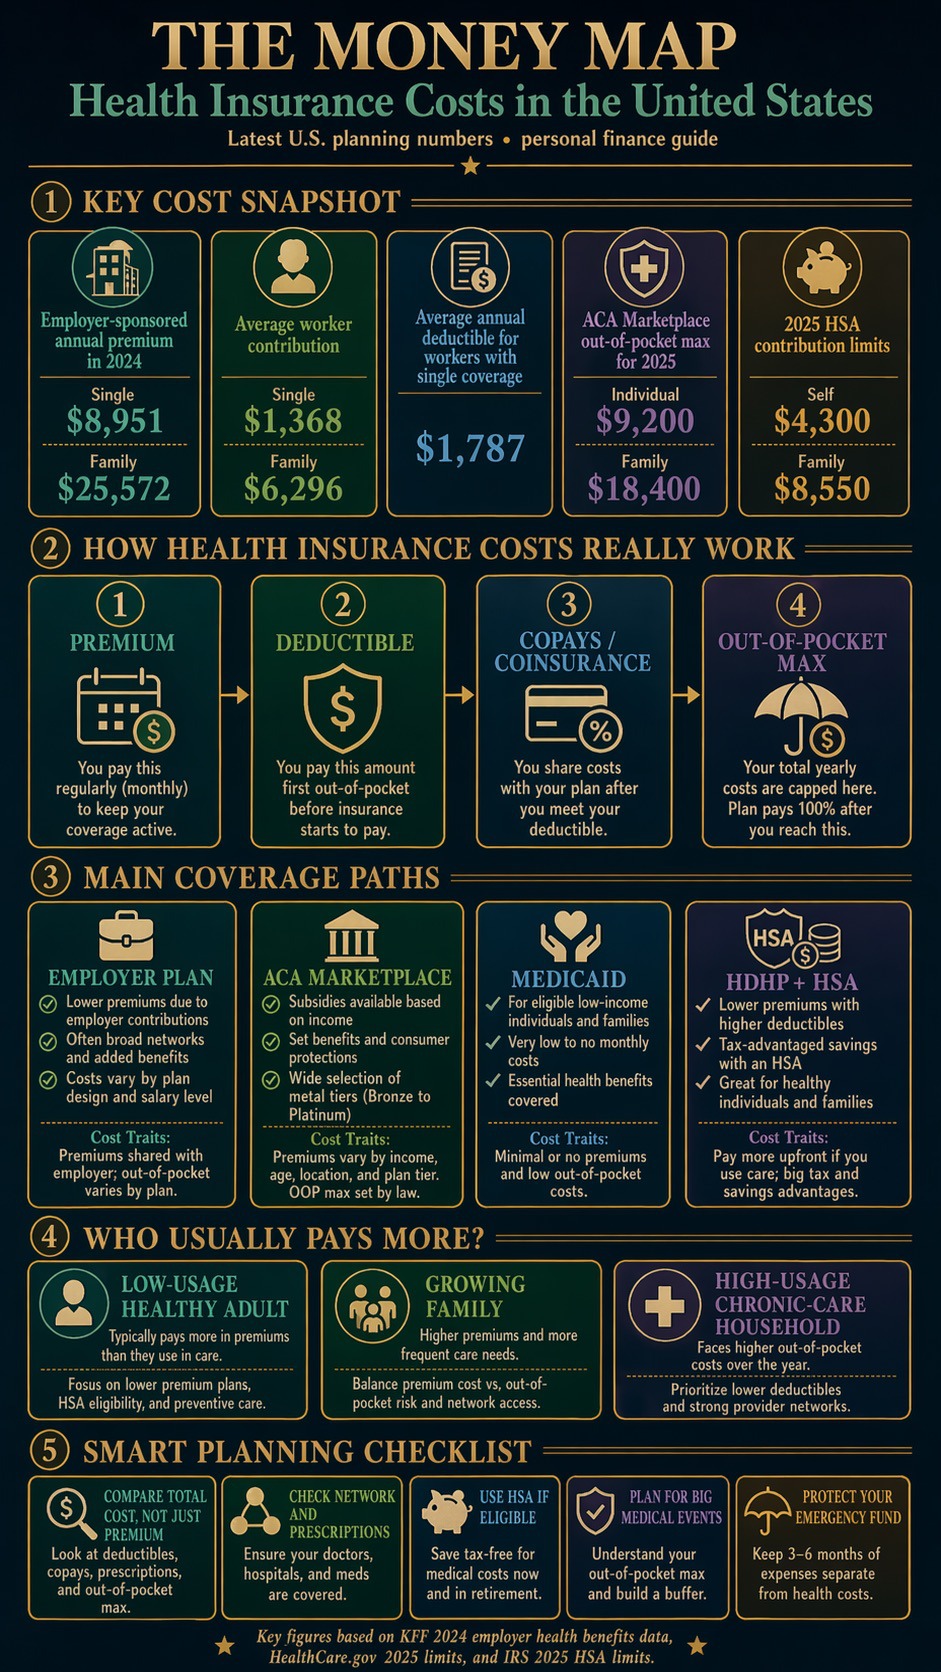 THE MONEY MAP
Health Insurance Costs in the United States
Latest U.S. planning numbers • personal finance guide
1 KEY COST SNAPSHOT
Employer-sponsored
annual premium
in 2024
Single
$8,951
Family
$25,572
Average worker
contribution
Single
$1,368
Family
$6,296
Average annual
deductible for
workers with
single coverage
$1,787
ACA Marketplace
out-of-pocket max
for 2025
Individual
$9,200
Family
$18,400
2025 HSA
contribution limits
Self
$4,300
Family
$8,550
2 HOW HEALTH INSURANCE COSTS REALLY WORK
1
PREMIUM
$
You pay this
regularly (monthly)
to keep your
coverage active.
2
DEDUCTIBLE
$
You pay this amount
first out-of-pocket
before insurance
starts to pay.
3
COPAYS /
COINSURANCE
%
You share costs
with your plan after
you meet your
deductible.
4
OUT-OF-POCKET
MAX
$
Your total yearly
costs are capped here.
Plan pays 100% after
you reach this.
3 MAIN COVERAGE PATHS
EMPLOYER PLAN
Lower premiums due to
employer contributions
Often broad networks
and added benefits
Costs vary by plan
design and salary level
Cost Traits:
Premiums shared with
employer; out-of-pocket
varies by plan.
ACA MARKETPLACE
Subsidies available based
on income
Set benefits and consumer
protections
Wide selection of
metal tiers (Bronze to
Platinum)
Cost Traits:
Premiums vary by income,
age, location, and plan tier.
OOP max set by law.
MEDICAID
For eligible low-income
individuals and families
Very low to no monthly
costs
Essential health benefits
covered
Cost Traits:
Minimal or no premiums
and low out-of-pocket
costs.
HSA
$
HDHP + HSA
Lower premiums with
higher deductibles
Tax-advantaged savings
with an HSA
Great for healthy
individuals and families
Cost Traits:
Pay more upfront if you
use care; big tax and
savings advantages.
4 WHO USUALLY PAYS MORE?
LOW-USAGE
HEALTHY ADULT
Typically pays more in premiums
than they use in care.
Focus on lower premium plans,
HSA eligibility, and preventive care.
GROWING
FAMILY
Higher premiums and more
frequent care needs.
Balance premium cost vs, out-of-
pocket risk and network access.
HIGH-USAGE
CHRONIC-CARE
HOUSEHOLD
Faces higher out-of-pocket
costs over the year.
Prioritize lower deductibles
and strong provider networks.
5 SMART PLANNING CHECKLIST
$
COMPARE TOTAL
COST, NOT JUST
PREMIUM
Look at deductibles,
copays, prescriptions,
and out-of-pocket
max.
CHECK NETWORK
AND
PRESCRIPTIONS
Ensure your doctors,
hospitals, and meds
are covered.
USE HSA IF
ELIGIBLE
Save tax-free for
medical costs now
and in retirement.
PLAN FOR BIG
MEDICAL EVENTS
Understand your
out-of-pocket max
and build a buffer.
$
PROTECT YOUR
EMERGENCY FUND
Keep 3–6 months of
expenses separate
from health costs.
Key figures based on KFF 2024 employer health benefits data,
HealthCare.gov 2025 limits, and IRS 2025 HSA limits.